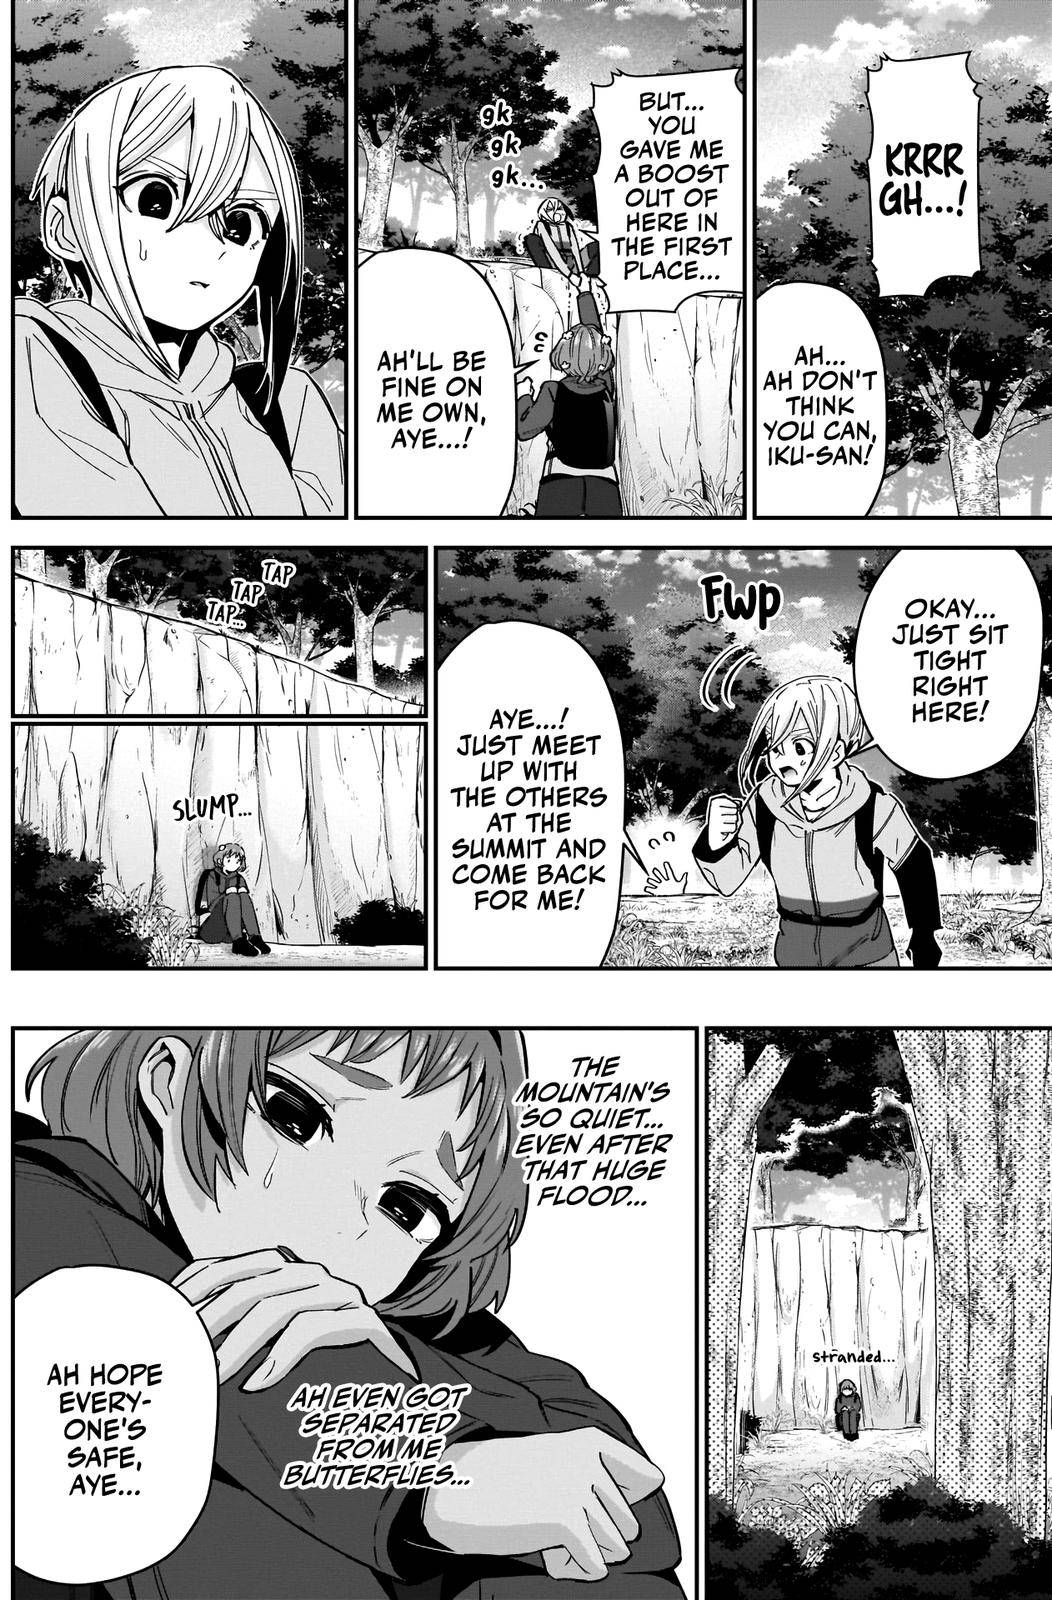 KRRR
GH...!
AH...
AH DON'T
THINK
YOU CAN,
IKU-SAN!
BUT...
YOU
GAVE ME
A BOOST
OUT OF
HERE IN
THE FIRST
PLACE...
gk
gk
gk...
AH'LL BE
FINE ON
ME OWN,
AYE...!
OKAY...
JUST SIT
TIGHT
RIGHT
HERE!
FWP
AYE...!
JUST MEET
UP WITH
THE OTHERS
AT THE
SUMMIT AND
COME BACK
FOR ME!
TAP
TAP
TAP...
SLUMP...
stranded...
THE
MOUNTAIN'S
SO QUIET...
EVEN AFTER
THAT HUGE
FLOOD...
AH EVEN GOT
SEPARATED
FROM ME
BUTTERFLIES...
AH HOPE
EVERY-
ONE'S
SAFE,
AYE...